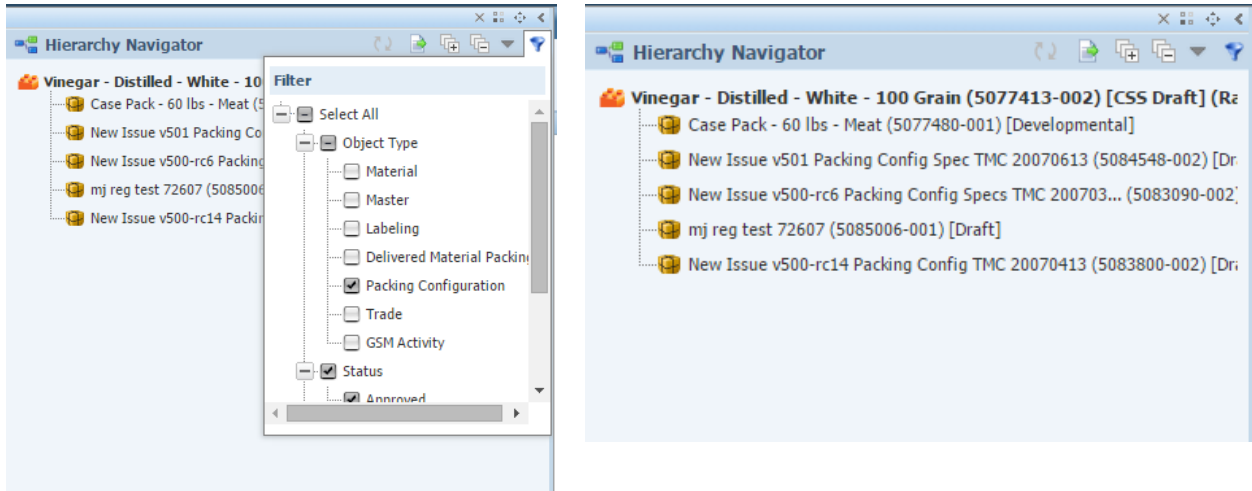 Hierarchy Navigator
Vinegar - Distilled - White - 10
Case Pack - 60 lbs - Meat (5
New Issue v501 Packing Co
New Issue v500-rc6 Packing
mj reg test 72607 (5085006
New Issue v500-rc14 Packin
Filter
Select All
Object Type
Material
Master
Labeling
Delivered Material Packing
Packing Configuration
Trade
GSM Activity
Status
Approved
Hierarchy Navigator
Vinegar - Distilled - White - 100 Grain (5077413-002) [CSS Draft] (Ra
Case Pack - 60 lbs - Meat (5077480-001) [Developmental]
New Issue v501 Packing Config Spec TMC 20070613 (5084548-002) [Dr
New Issue v500-rc6 Packing Config Specs TMC 200703... (5083090-002)
mj reg test 72607 (5085006-001) [Draft]
New Issue v500-rc14 Packing Config TMC 20070413 (5083800-002) [Dra